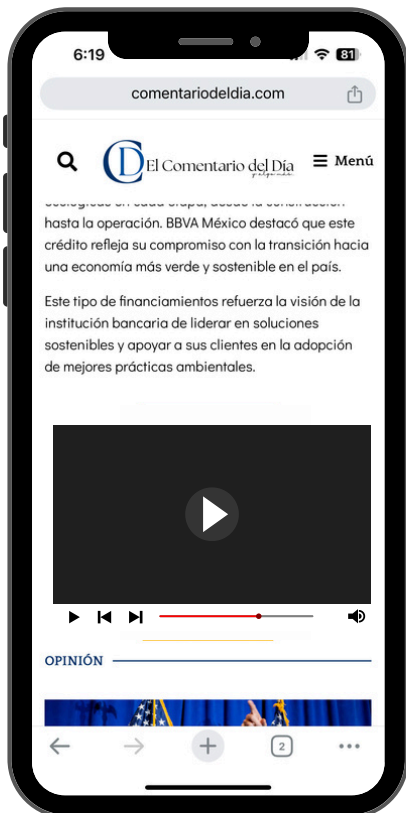 6:19
81
comentariodeldia.com
CD El Comentario del Día
y algo más
Menú
hasta la operación. BBVA México destacó que este
crédito refleja su compromiso con la transición hacia
una economía más verde y sostenible en el país.
Este tipo de financiamientos refuerza la visión de la
institución bancaria de liderar en soluciones
sostenibles y apoyar a sus clientes en la adopción
de mejores prácticas ambientales.
OPINIÓN
2